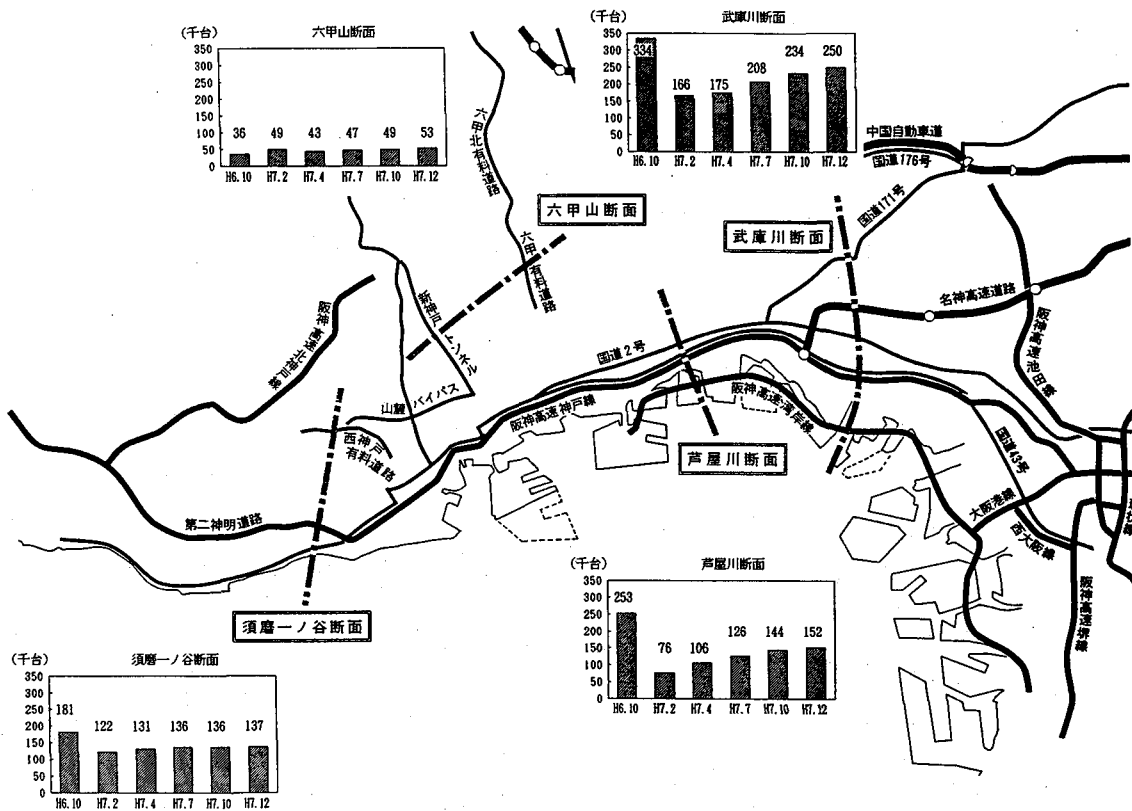 (千台)
六甲山断面
350
300
250
200
150
100
50
0
36
49
43
47
49
53
H6.10
H7.2
H7.4
H7.7
H7.10
H7.12
(千台)
武庫川断面
350
300
250
200
150
100
50
0
334
166
175
208
234
250
H6.10
H7.2
H7.4
H7.7
H7.10
H7.12
六甲北有料道路
中国自動車道
国道176号
国道171号
六甲山断面
武庫川断面
六甲有料道路
名神高速道路
新神戸トンネル
阪神高速北神戸線
国道2号
阪神高速池田線
山麓バイパス
阪神高速神戸線
阪神高速湾岸線
西神戸
有料道路
芦屋川断面
国道43号
第二神明道路
大阪港線
西大阪線
阪神高速堺線
須磨一ノ谷断面
(千台)
芦屋川断面
350
300
250
200
150
100
50
0
253
76
106
126
144
152
H6.10
H7.2
H7.4
H7.7
H7.10
H7.12
(千台)
須磨一ノ谷断面
350
300
250
200
150
100
50
0
181
122
131
136
136
137
H6.10
H7.2
H7.4
H7.7
H7.10
H7.12